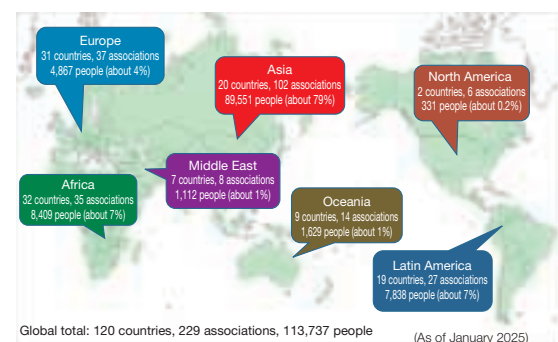 Europe
31 countries, 37 associations
4,867 people (about 4%)
Asia
20 countries, 102 associations
89,551 people (about 79%)
North America
2 countries, 6 associations
331 people (about 0.2%)
Middle East
7 countries, 8 associations
1,112 people (about 1%)
Africa
32 countries, 35 associations
8,409 people (about 7%)
Oceania
9 countries, 14 associations
1,629 people (about 1%)
Latin America
19 countries, 27 associations
7,838 people (about 7%)
Global total: 120 countries, 229 associations, 113,737 people
(As of January 2025)